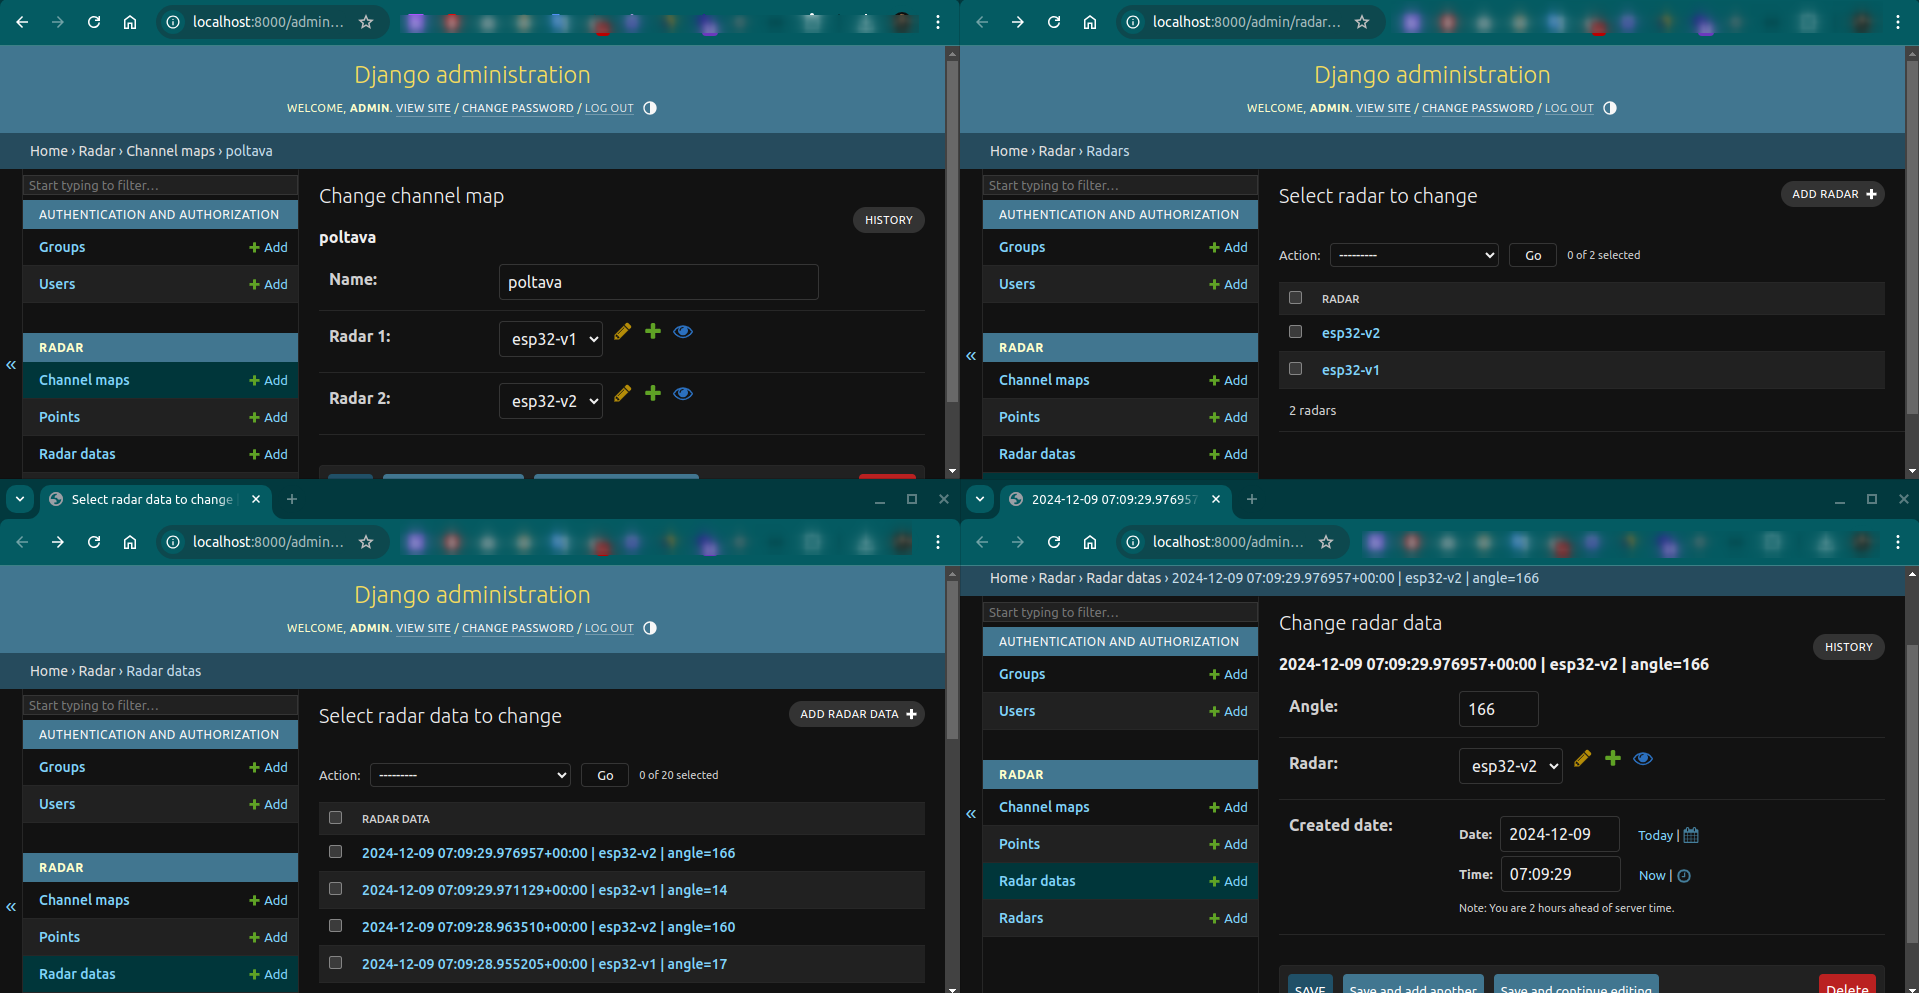 localhost:8000/admin...
Django administration
WELCOME, ADMIN. VIEW SITE / CHANGE PASSWORD / LOG OUT
Home › Radar › Channel maps › poltava
Start typing to filter...
AUTHENTICATION AND AUTHORIZATION
Groups + Add
Users + Add
RADAR
Channel maps + Add
Points + Add
Radar datas + Add
«
Change channel map
HISTORY
poltava
Name: poltava
Radar 1: esp32-v1
Radar 2: esp32-v2
localhost:8000/admin/radar...
Django administration
WELCOME, ADMIN. VIEW SITE / CHANGE PASSWORD / LOG OUT
Home › Radar › Radars
Start typing to filter...
AUTHENTICATION AND AUTHORIZATION
Groups + Add
Users + Add
RADAR
Channel maps + Add
Points + Add
Radar datas + Add
«
Select radar to change
ADD RADAR +
Action: --------- Go 0 of 2 selected
RADAR
esp32-v2
esp32-v1
2 radars
Select radar data to change
localhost:8000/admin...
Django administration
WELCOME, ADMIN. VIEW SITE / CHANGE PASSWORD / LOG OUT
Home › Radar › Radar datas
Start typing to filter...
AUTHENTICATION AND AUTHORIZATION
Groups + Add
Users + Add
RADAR
Channel maps + Add
Points + Add
Radar datas + Add
«
Select radar data to change
ADD RADAR DATA +
Action: --------- Go 0 of 20 selected
RADAR DATA
2024-12-09 07:09:29.976957+00:00 | esp32-v2 | angle=166
2024-12-09 07:09:29.971129+00:00 | esp32-v1 | angle=14
2024-12-09 07:09:28.963510+00:00 | esp32-v2 | angle=160
2024-12-09 07:09:28.955205+00:00 | esp32-v1 | angle=17
2024-12-09 07:09:29.976957
localhost:8000/admin...
Home › Radar › Radar datas › 2024-12-09 07:09:29.976957+00:00 | esp32-v2 | angle=166
Start typing to filter...
AUTHENTICATION AND AUTHORIZATION
Groups + Add
Users + Add
RADAR
Channel maps + Add
Points + Add
Radar datas + Add
Radars + Add
«
Change radar data
HISTORY
2024-12-09 07:09:29.976957+00:00 | esp32-v2 | angle=166
Angle: 166
Radar: esp32-v2
Created date:
Date: 2024-12-09 Today |
Time: 07:09:29 Now |
Note: You are 2 hours ahead of server time.
SAVE Save and add another Save and continue editing Delete